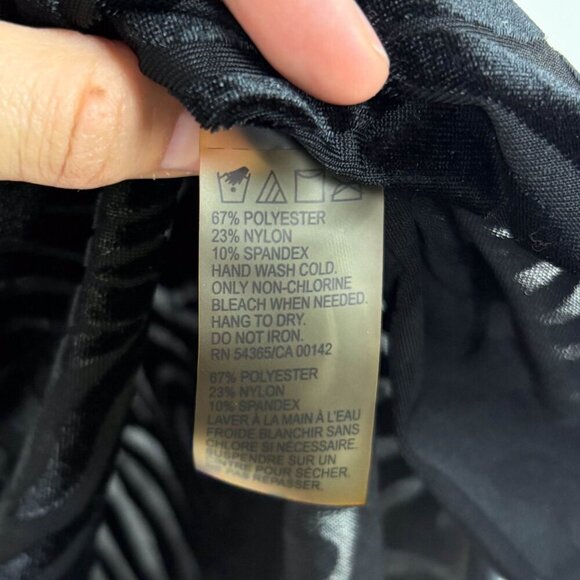 67% POLYESTER
23% NYLON
10% SPANDEX
HAND WASH COLD.
ONLY NON-CHLORINE
BLEACH WHEN NEEDED.
HANG TO DRY.
DO NOT IRON.
RN 54365/CA 00142
67% POLYESTER
23% NYLON
10% SPANDEX
LAVER À LA MAIN À L'EAU
FROIDE BLANCHIR SANS
CHLORE SI NÉCESSAIRE.
SUSPENDRE SUR UN
CINTRE POUR SÉCHER.
NE PAS REPASSER.